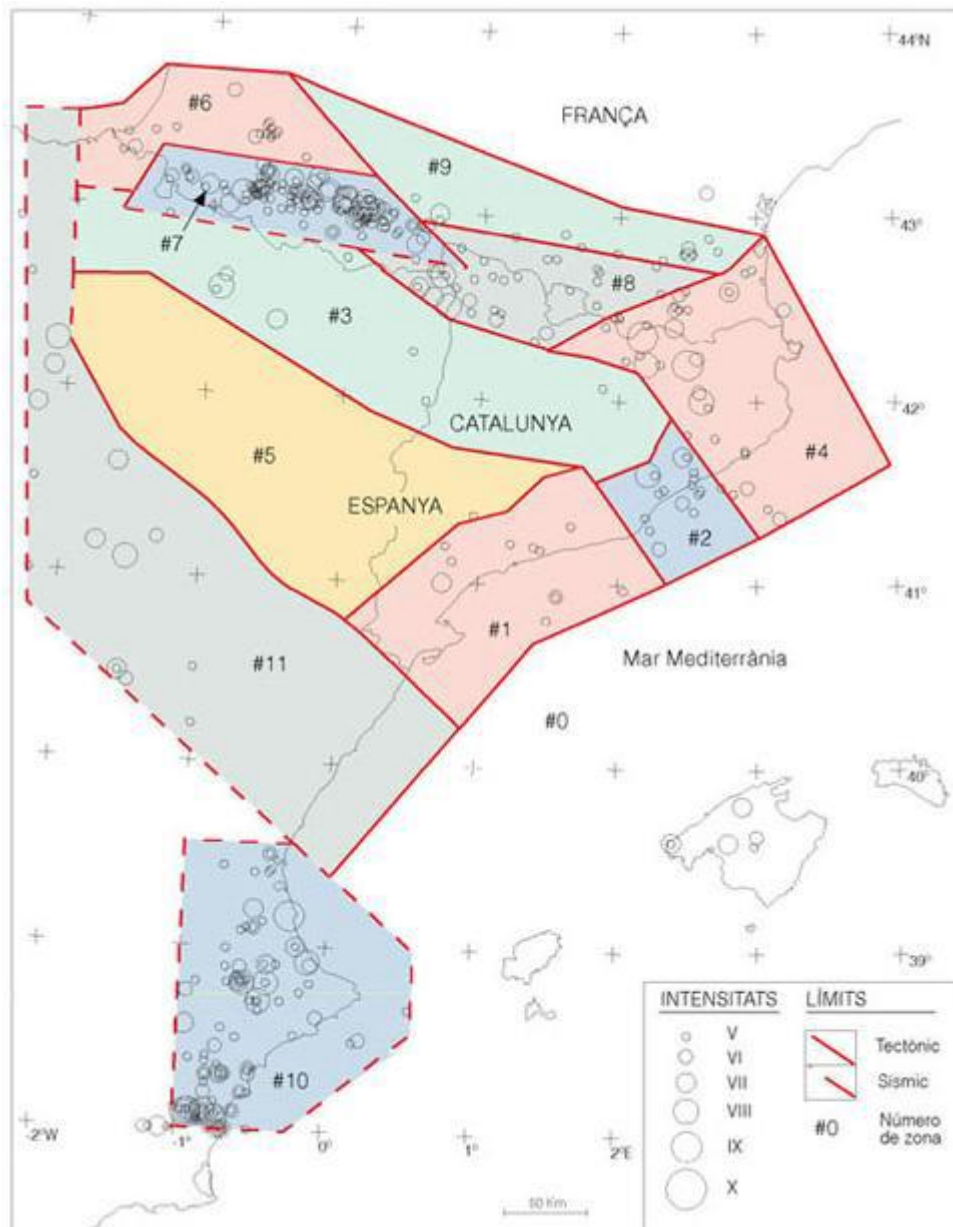 44°N
#6
FRANÇA
#9
43°
#7
#8
#3
42°
CATALUNYA
#4
#5
ESPANYA
#2
41°
#1
#11
Mar Mediterrània
#0
40°
39°
INTENSITATS
V
VI
VII
VIII
IX
X
LÍMITS
Tectònic
Sísmic
#0 Número
de zona
#10
-2°W
-1°
0°
1°
2°E
50 Km